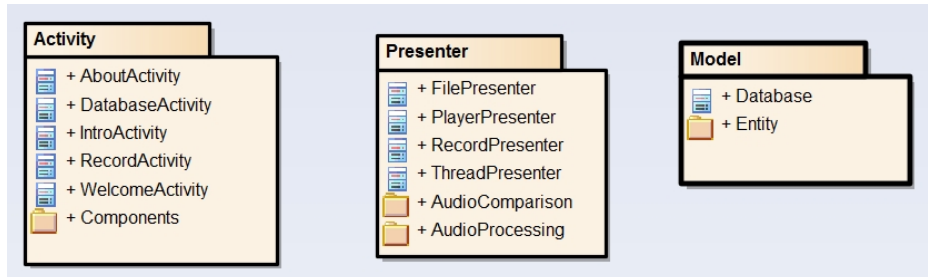 Activity
+ AboutActivity
+ DatabaseActivity
+ IntroActivity
+ RecordActivity
+ WelcomeActivity
+ Components
Presenter
+ FilePresenter
+ PlayerPresenter
+ RecordPresenter
+ ThreadPresenter
+ AudioComparison
+ AudioProcessing
Model
+ Database
+ Entity